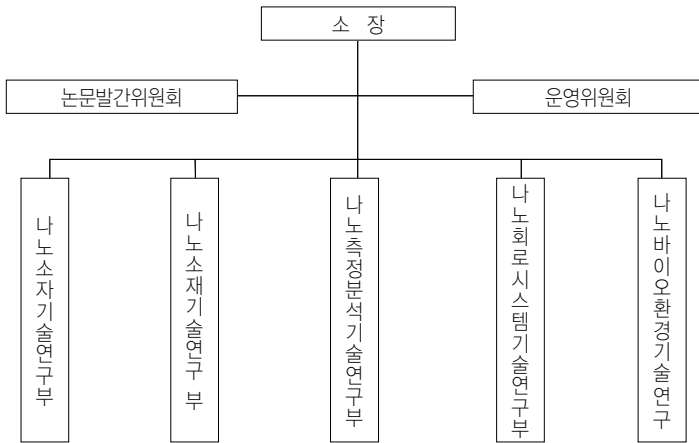 소 장
논문발간위원회
운영위원회
나노소자기술연구부
나노소재기술연구 부
나노측정분석기술연구부
나노회로시스템기술연구부
나노바이오환경기술연구